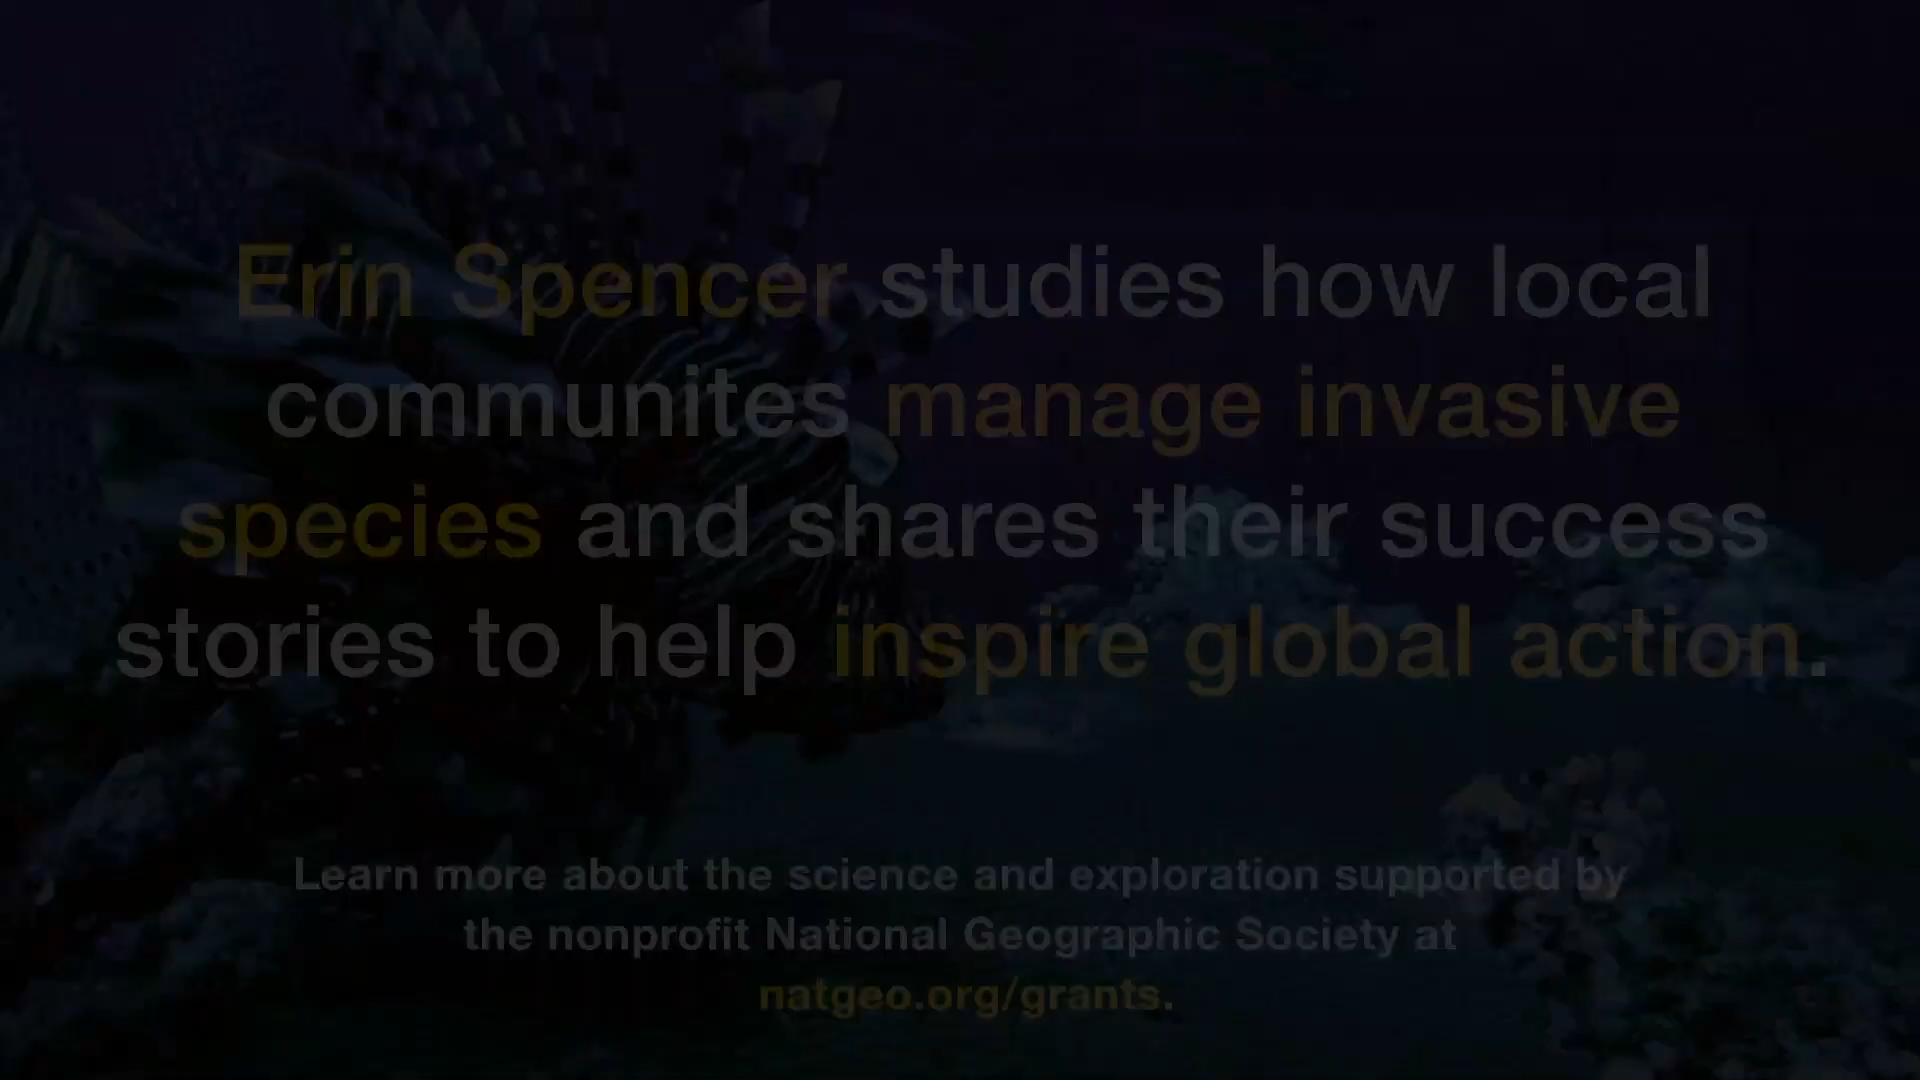 Erin Spencer studies how local
communites manage invasive
species and shares their success
stories to help inspire global action.
Learn more about the science and exploration supported by
the nonprofit National Geographic Society at
natgeo.org/grants.